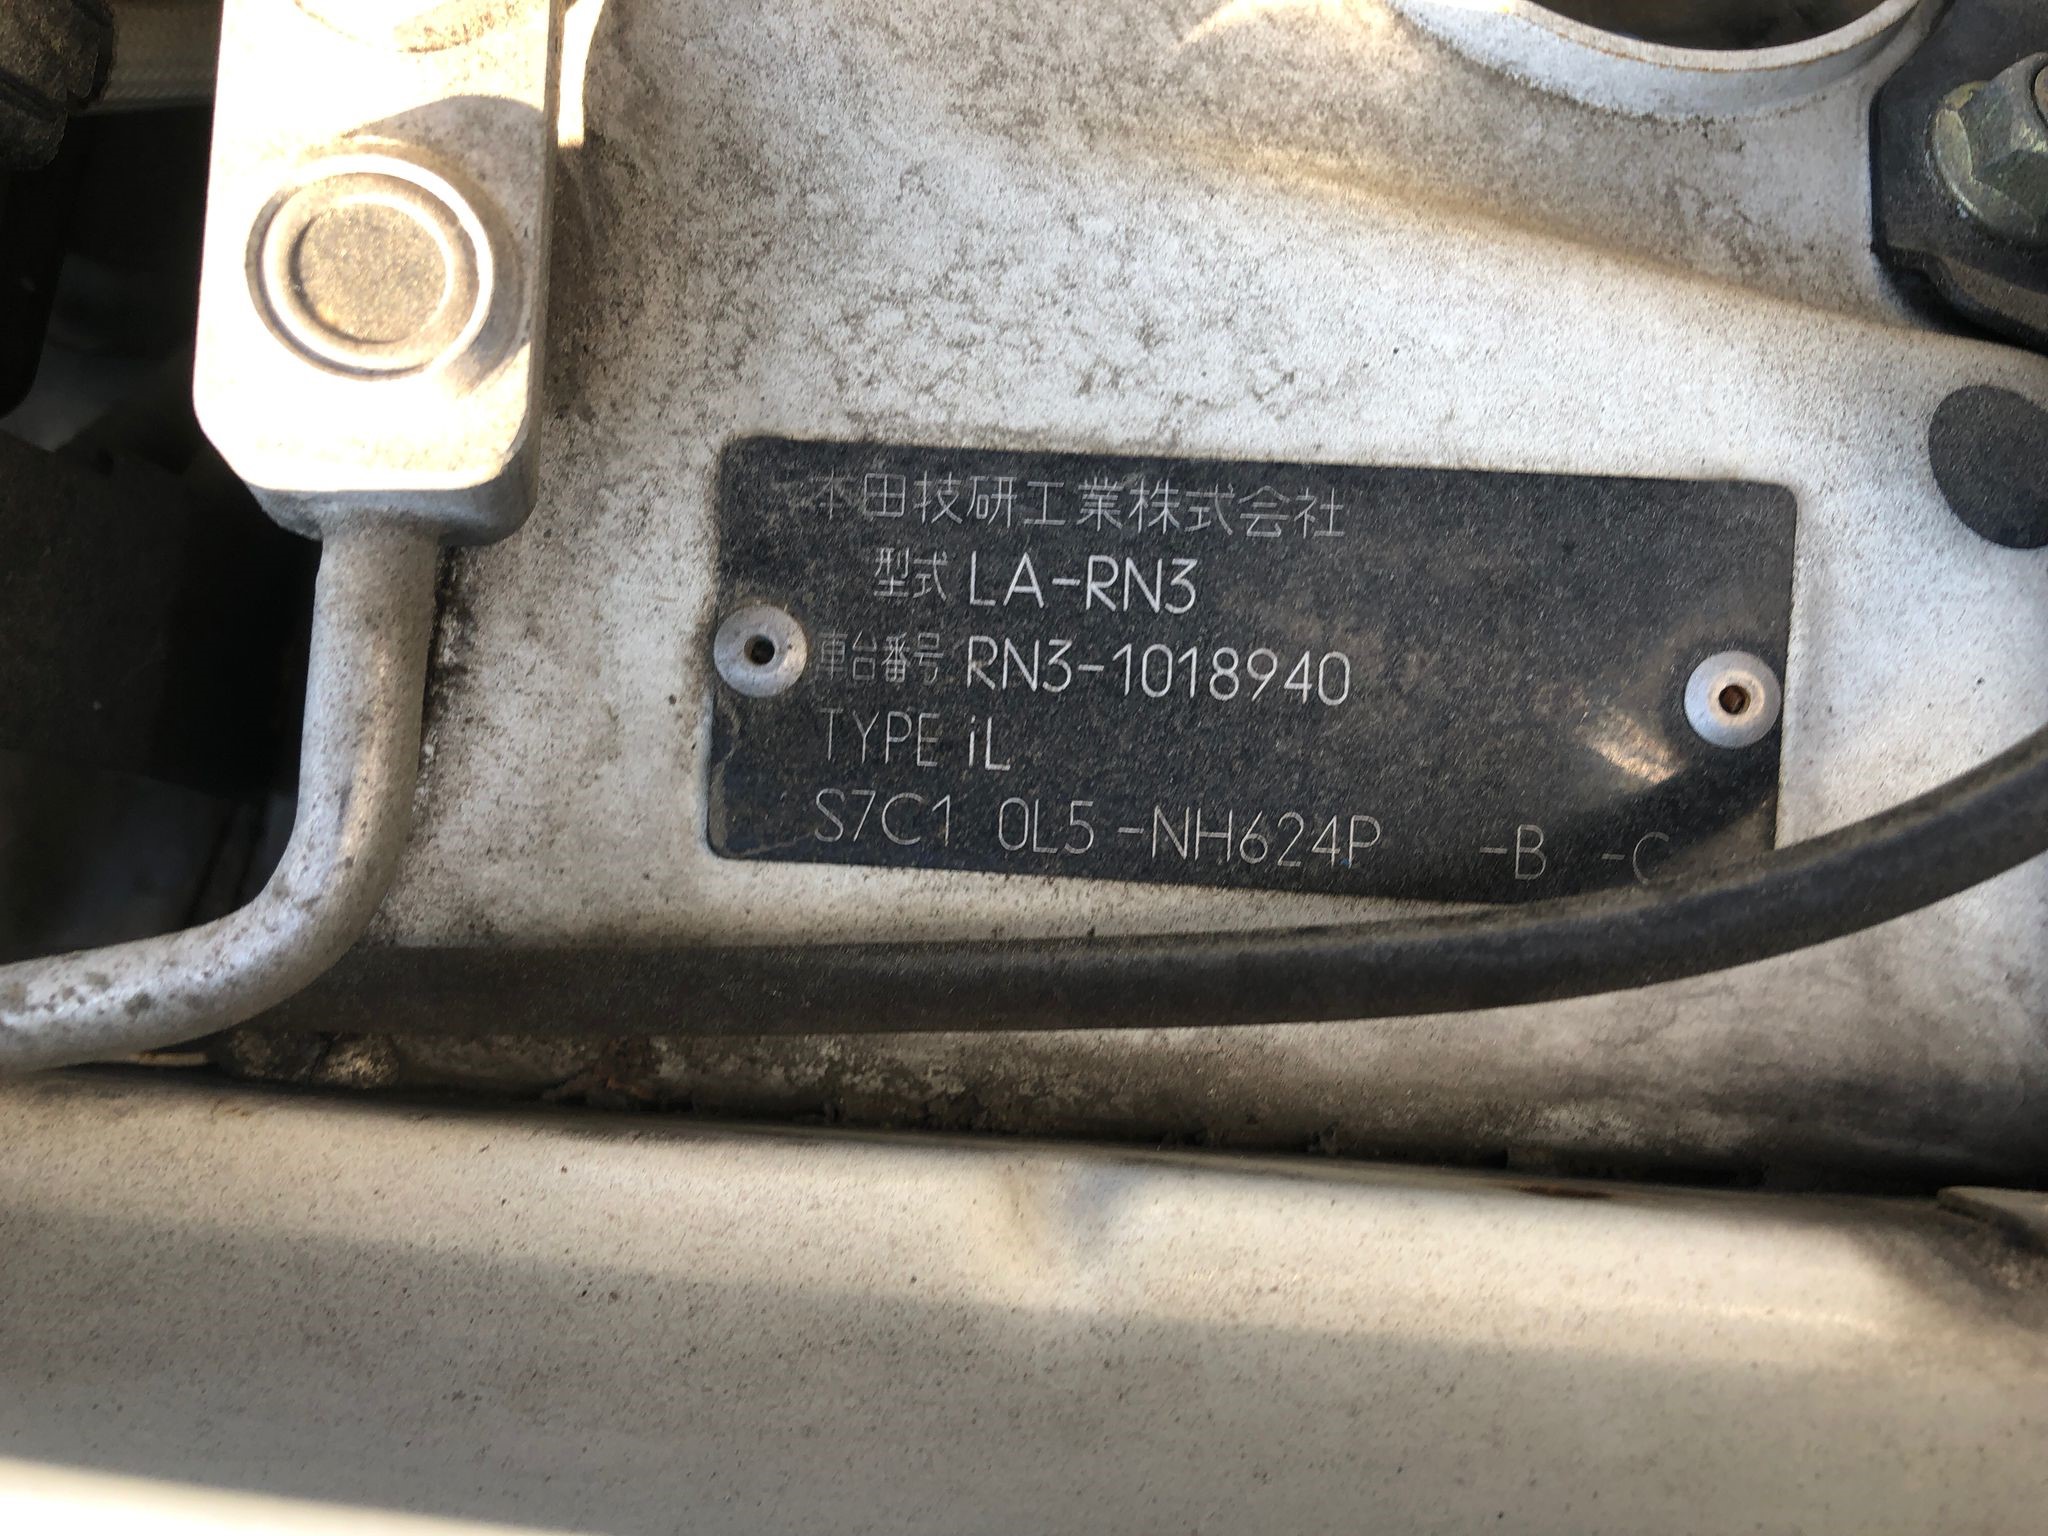 本田技研工業株式会社
型式 LA-RN3
車台番号 RN3-1018940
TYPE iL
S7C1 0L5-NH624P -B -C